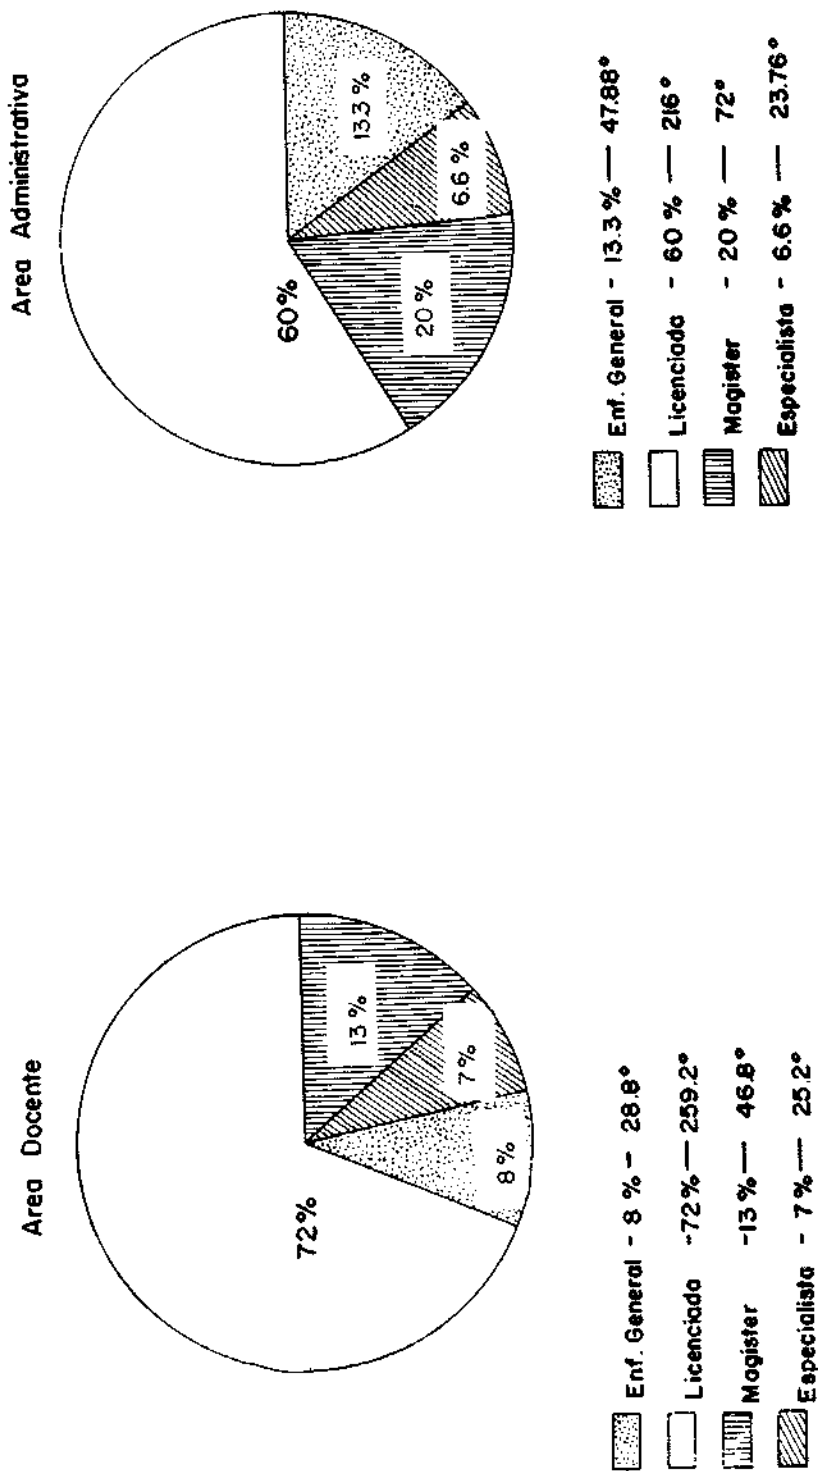 Area Docente
72%
13 %
7 %
8 %
Enf. General - 8 % - 28.8°
Licenciada -72% — 259.2°
Magister -13% — 46.8°
Especialista - 7% — 25.2°
Area Administrativa
60%
13.3 %
6.6 %
20 %
Enf. General - 13.3 % — 47.88°
Licenciada - 60 % — 216°
Magister - 20 % — 72°
Especialista - 6.6 % — 23.76°